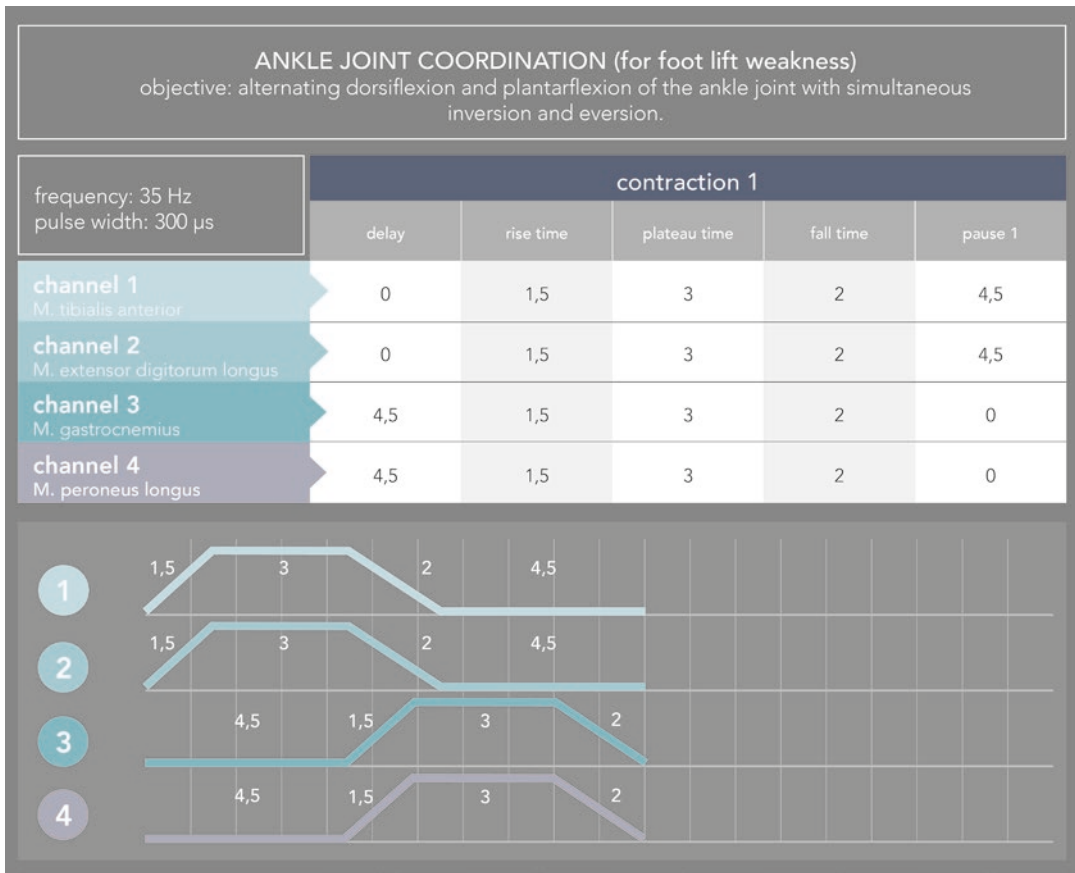 ANKLE JOINT COORDINATION (for foot lift weakness)
objective: alternating dorsiflexion and plantarflexion of the ankle joint with simultaneous
inversion and eversion.
frequency: 35 Hz
pulse width: 300 µs
contraction 1
delay rise time plateau time fall time pause 1
channel 1
M. tibialis anterior
0 1,5 3 2 4,5
channel 2
M. extensor digitorum longus
0 1,5 3 2 4,5
channel 3
M. gastrocnemius
4,5 1,5 3 2 0
channel 4
M. peroneus longus
4,5 1,5 3 2 0
1 1,5 3 2 4,5
2 1,5 3 2 4,5
3 4,5 1,5 3 2
4 4,5 1,5 3 2